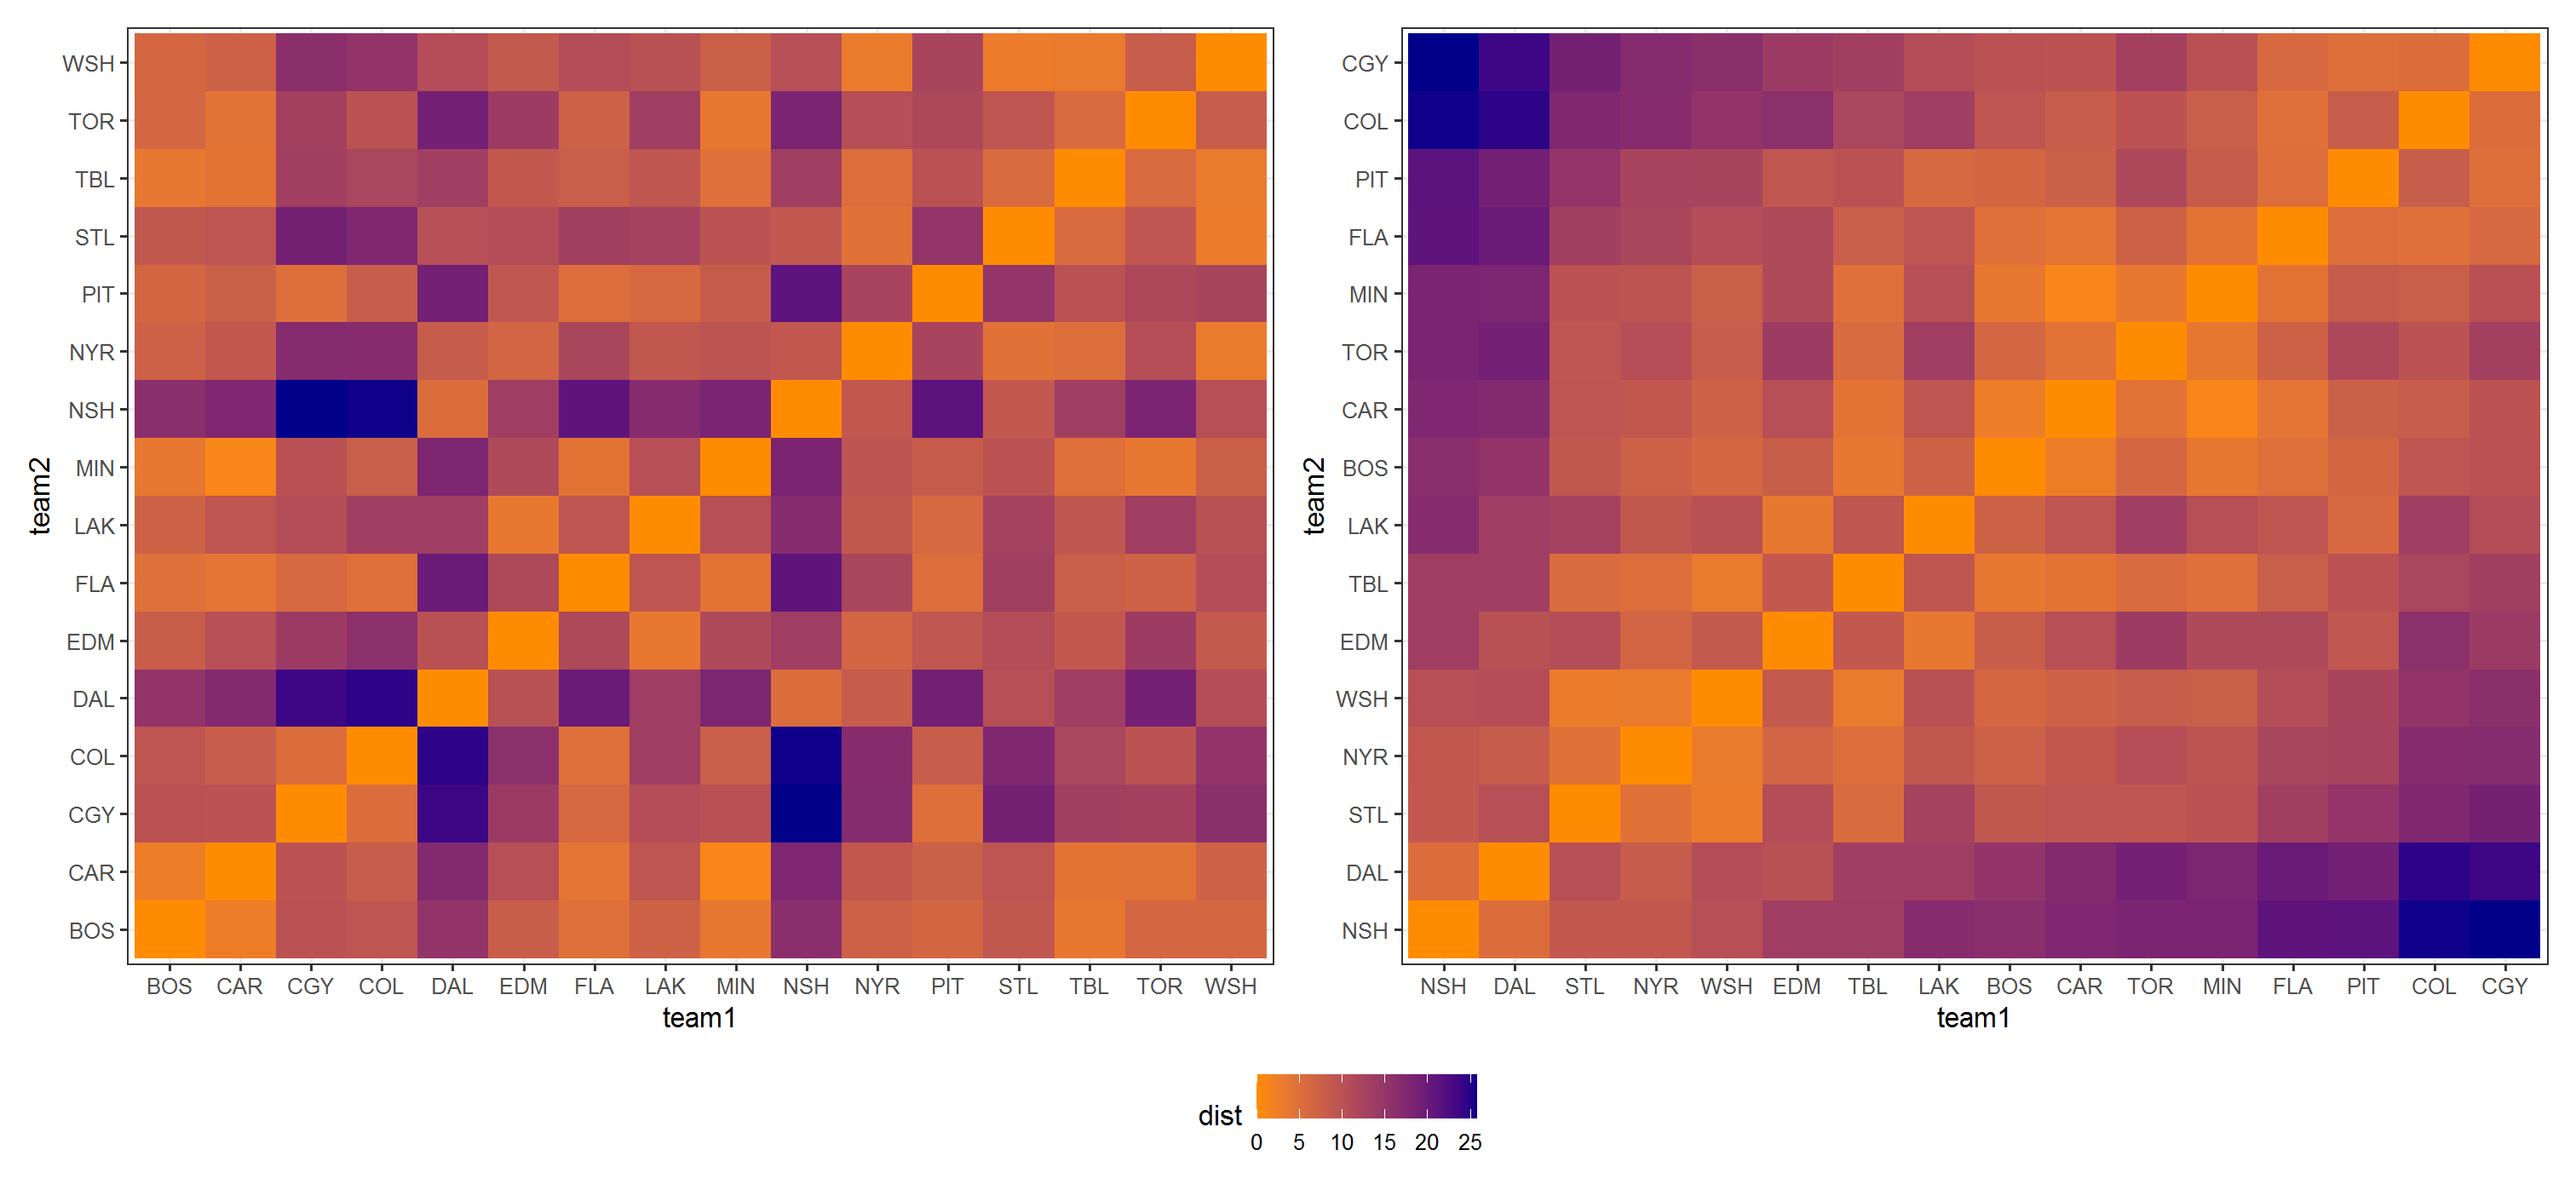 WSH
TOR
TBL
STL
PIT
NYR
NSH
MIN
LAK
FLA
EDM
DAL
COL
CGY
CAR
BOS
team2
BOS CAR CGY COL DAL EDM FLA LAK MIN NSH NYR PIT STL TBL TOR WSH
team1
CGY
COL
PIT
FLA
MIN
TOR
CAR
BOS
LAK
TBL
EDM
WSH
NYR
STL
DAL
NSH
team2
NSH DAL STL NYR WSH EDM TBL LAK BOS CAR TOR MIN FLA PIT COL CGY
team1
dist
0 5 10 15 20 25